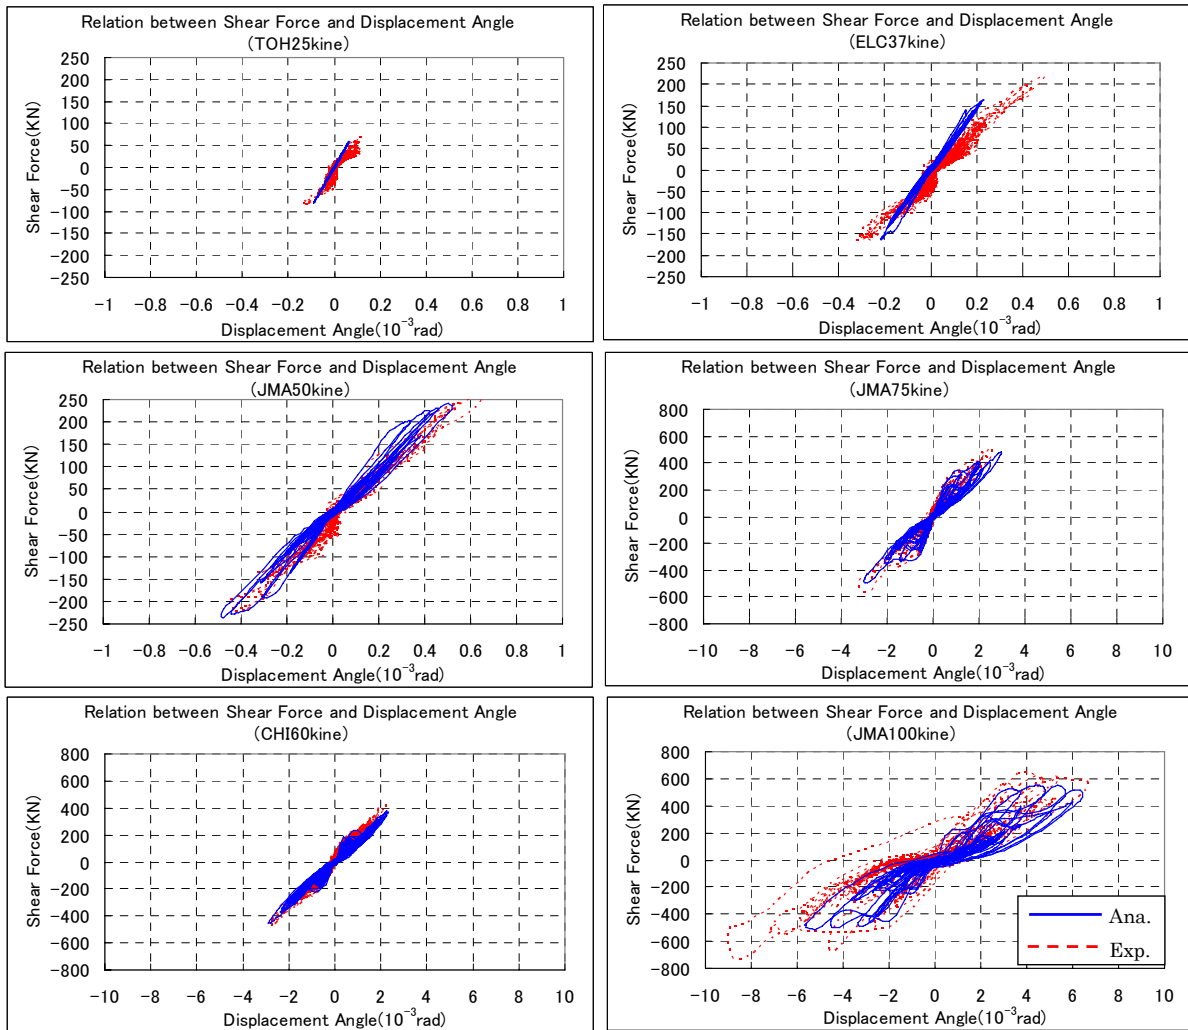 Relation between Shear Force and Displacement Angle
(TOH25kine)
Shear Force(KN)
250
200
150
100
50
0
−50
−100
−150
−200
−250
−1 −0.8 −0.6 −0.4 −0.2 0 0.2 0.4 0.6 0.8 1
Displacement Angle(10⁻³rad)
Relation between Shear Force and Displacement Angle
(ELC37kine)
Shear Force(KN)
250
200
150
100
50
0
−50
−100
−150
−200
−250
−1 −0.8 −0.6 −0.4 −0.2 0 0.2 0.4 0.6 0.8 1
Displacement Angle(10⁻³rad)
Relation between Shear Force and Displacement Angle
(JMA50kine)
Shear Force(KN)
250
200
150
100
50
0
−50
−100
−150
−200
−250
−1 −0.8 −0.6 −0.4 −0.2 0 0.2 0.4 0.6 0.8 1
Displacement Angle(10⁻³rad)
Relation between Shear Force and Displacement Angle
(JMA75kine)
Shear Force(KN)
800
600
400
200
0
−200
−400
−600
−800
−10 −8 −6 −4 −2 0 2 4 6 8 10
Displacement Angle(10⁻³rad)
Relation between Shear Force and Displacement Angle
(CHI60kine)
Shear Force(KN)
800
600
400
200
0
−200
−400
−600
−800
−10 −8 −6 −4 −2 0 2 4 6 8 10
Displacement Angle(10⁻³rad)
Relation between Shear Force and Displacement Angle
(JMA100kine)
Shear Force(KN)
800
600
400
200
0
−200
−400
−600
−800
−10 −8 −6 −4 −2 0 2 4 6 8 10
Displacement Angle(10⁻³rad)
Ana.
Exp.